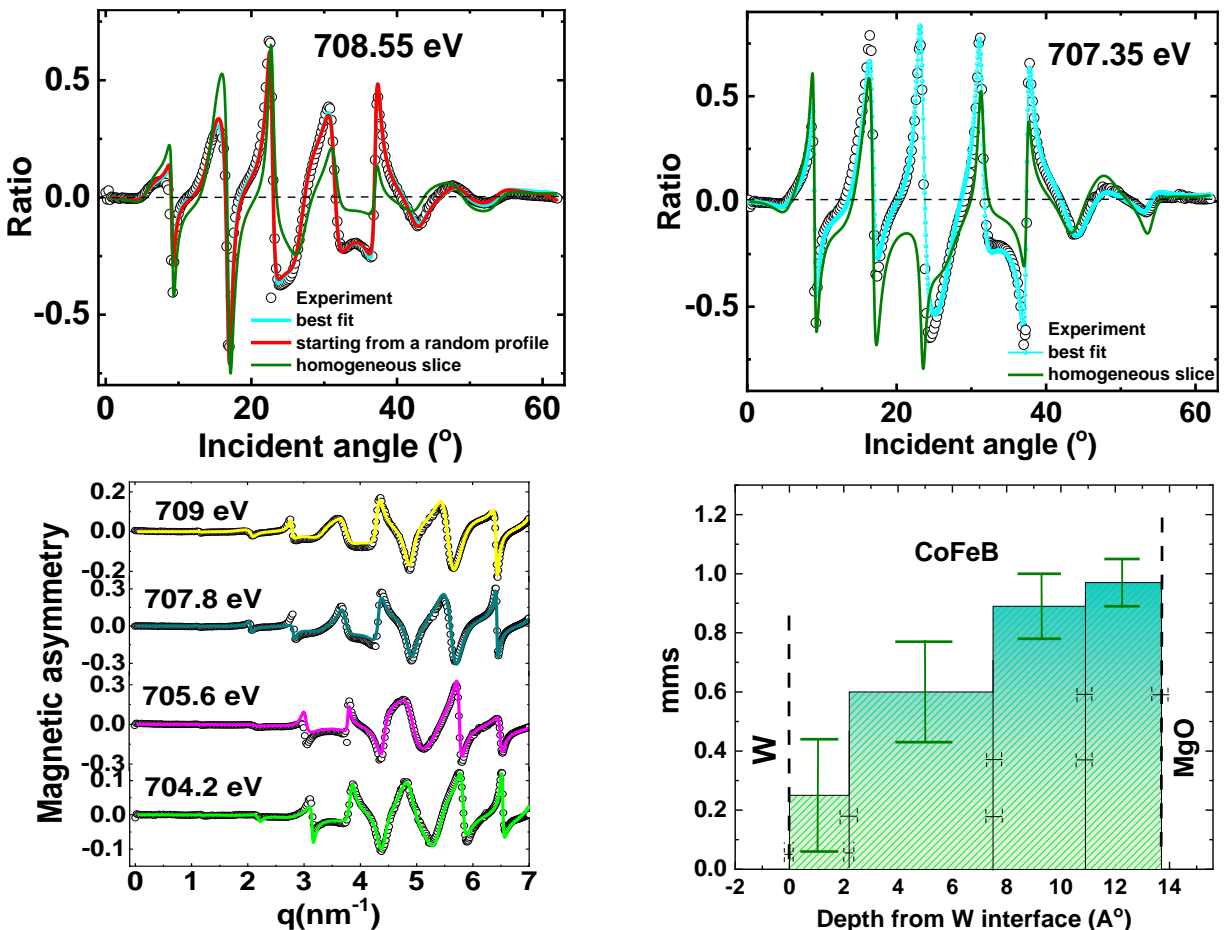 708.55 eV
0.5
0.0
-0.5
Ratio
Experiment
best fit
starting from a random profile
homogeneous slice
0
20
40
60
Incident angle (°)
707.35 eV
0.5
0.0
-0.5
Ratio
Experiment
best fit
homogeneous slice
0
20
40
60
Incident angle (°)
Magnetic asymmetry
0.2
709 eV
0.0
-0.2
0.3
707.8 eV
0.0
-0.3
0.3
705.6 eV
0.0
-0.3
0.1
704.2 eV
0.0
-0.1
0 1 2 3 4 5 6 7
q(nm⁻¹)
mms
1.2
1.0
0.8
0.6
0.4
0.2
0.0
CoFeB
W
MgO
-2 0 2 4 6 8 10 12 14
Depth from W interface (A°)